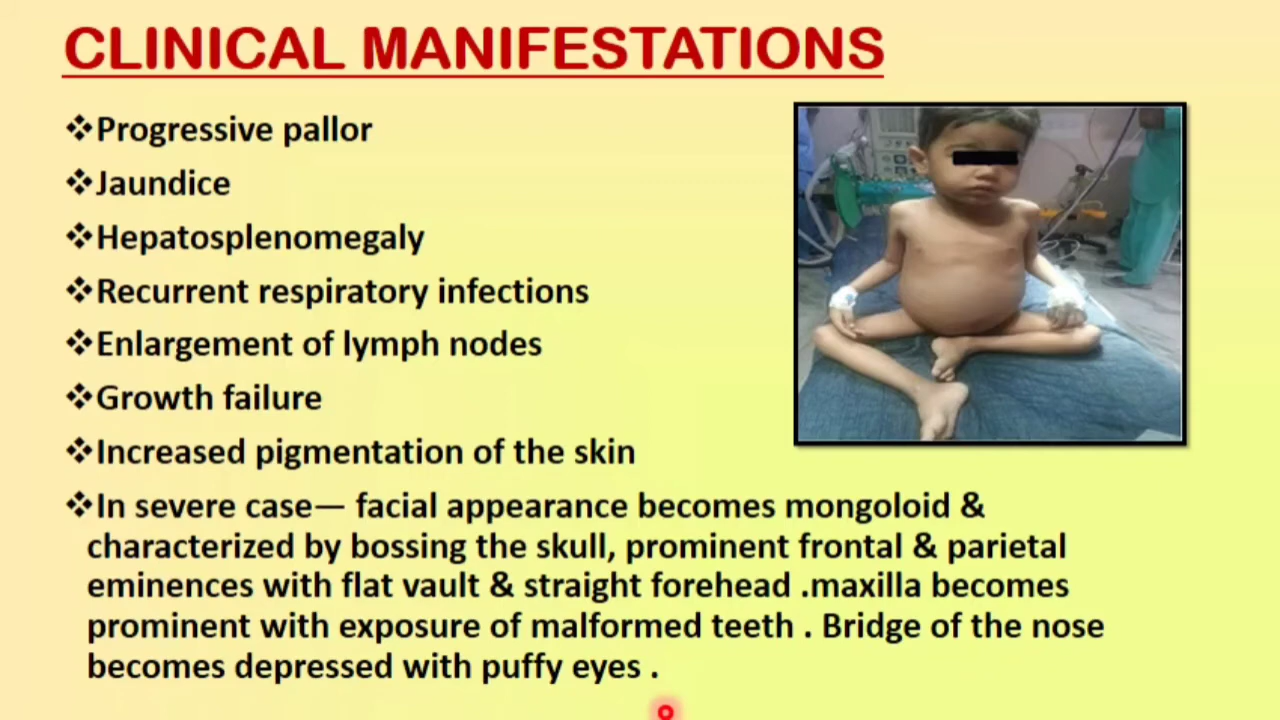 CLINICAL MANIFESTATIONS
❖Progressive pallor
❖Jaundice
❖Hepatosplenomegaly
❖Recurrent respiratory infections
❖Enlargement of lymph nodes
❖Growth failure
❖Increased pigmentation of the skin
❖In severe case— facial appearance becomes mongoloid &
characterized by bossing the skull, prominent frontal & parietal
eminences with flat vault & straight forehead .maxilla becomes
prominent with exposure of malformed teeth . Bridge of the nose
becomes depressed with puffy eyes .